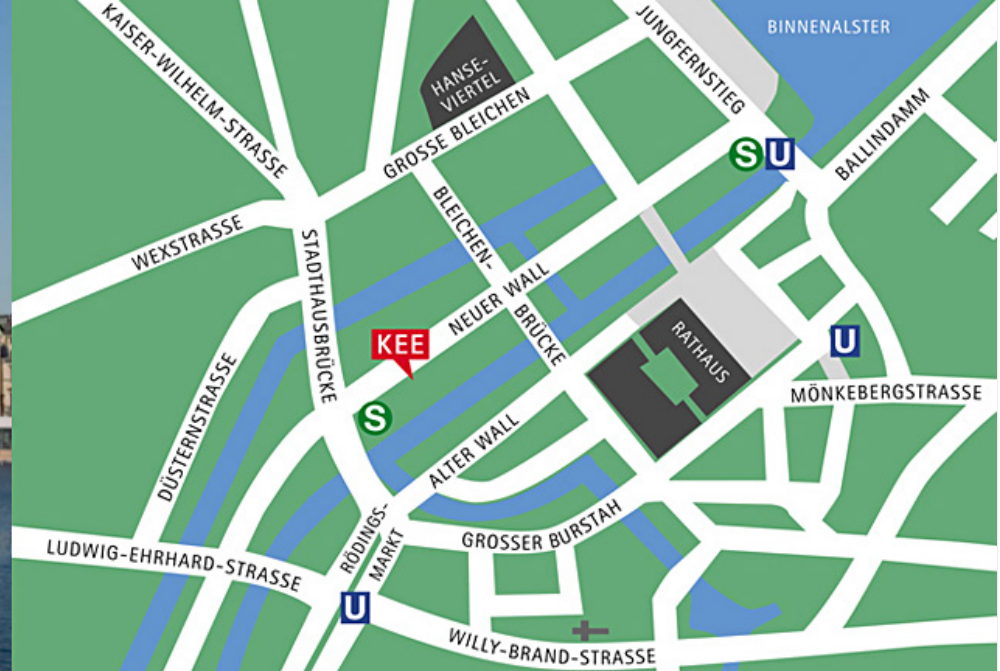 KAISER-WILHELM-STRASSE
HANSE-
VIERTEL
JUNGFERNSTIEG
BINNENALSTER
GROSSE BLEICHEN
S U
BALLINDAMM
WEXSTRASSE
STADTHAUSBRÜCKE
BLEICHEN-
BRÜCKE
NEUER WALL
KEE
RATHAUS
U
MÖNKEBERGSTRASSE
DÜSTERNSTRASSE
S
ALTER WALL
LUDWIG-EHRHARD-STRASSE
RÖDINGS-
MARKT
GROSSER BURSTAH
U
WILLY-BRAND-STRASSE